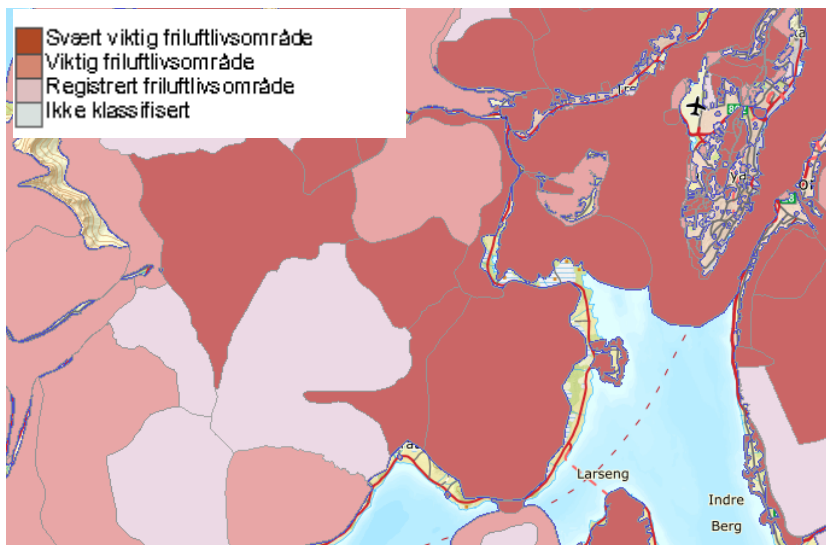 Svært viktig friluftlivsområde
Viktig friluftlivsområde
Registrert friluftlivsområde
Ikke klassifisert
Larseng
Indre
Berg